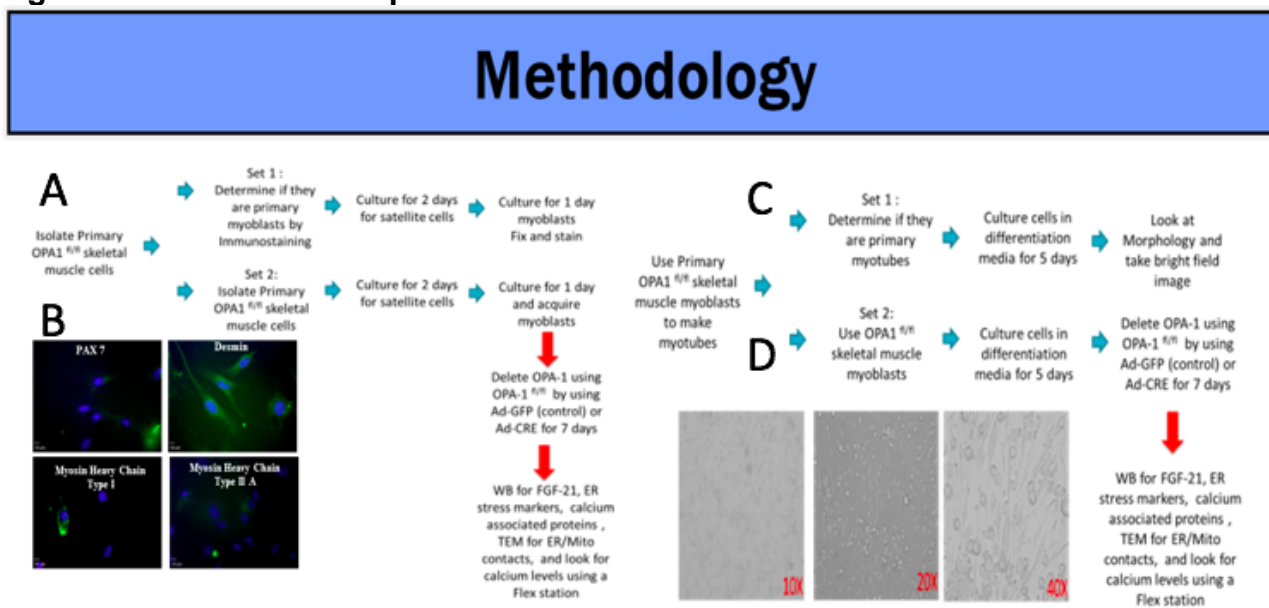 Methodology
A
Isolate Primary
OPA1 fl/fl skeletal
muscle cells
Set 1 :
Determine if they
are primary
myoblasts by
Immunostaining
Culture for 2 days
for satellite cells
Culture for 1 day
myoblasts
Fix and stain
Set 2:
Isolate Primary
OPA1 fl/fl skeletal
muscle cells
Culture for 2 days
for satellite cells
Culture for 1 day
and acquire
myoblasts
Delete OPA-1 using
OPA-1 fl/fl by using
Ad-GFP (control) or
Ad-CRE for 7 days
WB for FGF-21, ER
stress markers, calcium
associated proteins ,
TEM for ER/Mito
contacts, and look for
calcium levels using a
Flex station
B
PAX 7
Desmin
Myosin Heavy Chain
Type I
Myosin Heavy Chain
Type II A
C
Use Primary
OPA1 fl/fl skeletal
muscle myoblasts
to make
myotubes
Set 1 :
Determine if they
are primary
myotubes
Culture cells in
differentiation
media for 5 days
Look at
Morphology and
take bright field
image
Set 2:
Use OPA1 fl/fl
skeletal muscle
myoblasts
Culture cells in
differentiation
media for 5 days
Delete OPA-1 using
OPA-1 fl/fl by using
Ad-GFP (control) or
Ad-CRE for 7 days
WB for FGF-21, ER
stress markers, calcium
associated proteins ,
TEM for ER/Mito
contacts, and look for
calcium levels using a
Flex station
D
10X
20X
40X